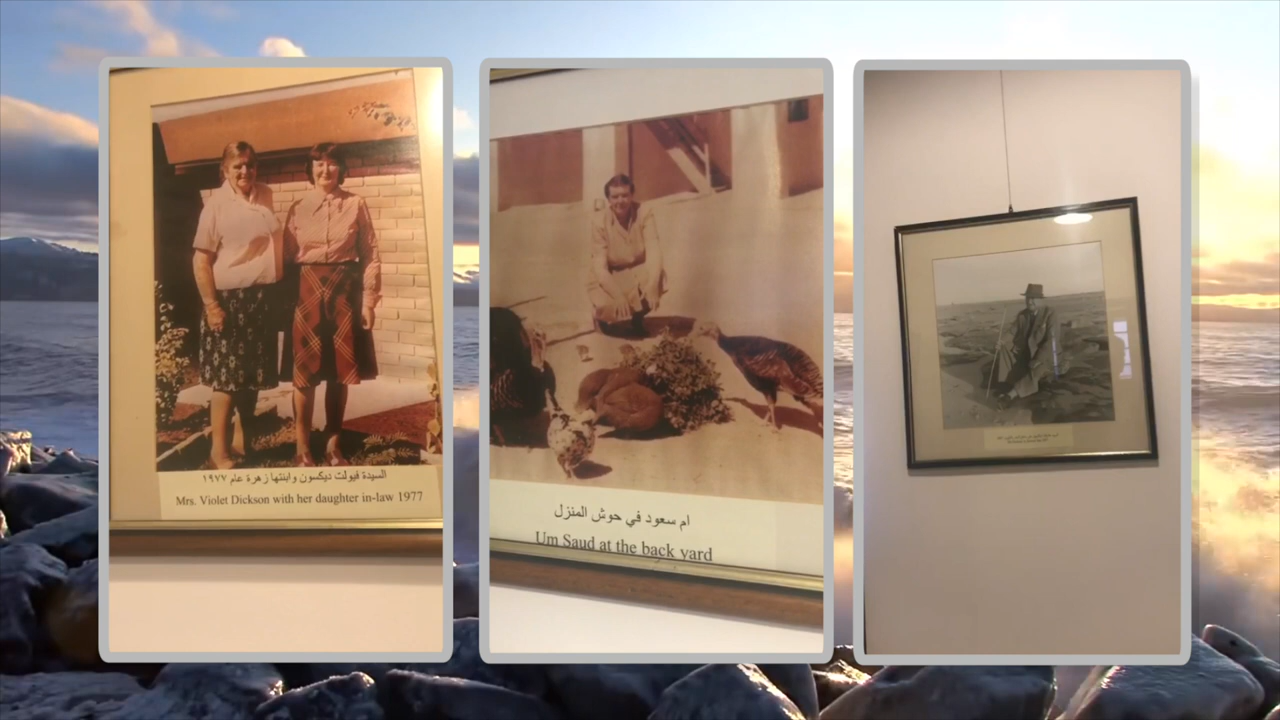 السيدة فيولت ديكسون وابنتها زهرة عام ١٩٧٧
Mrs. Violet Dickson with her daughter in-law 1977
ام سعود في حوش المنزل
Um Saud at the back yard